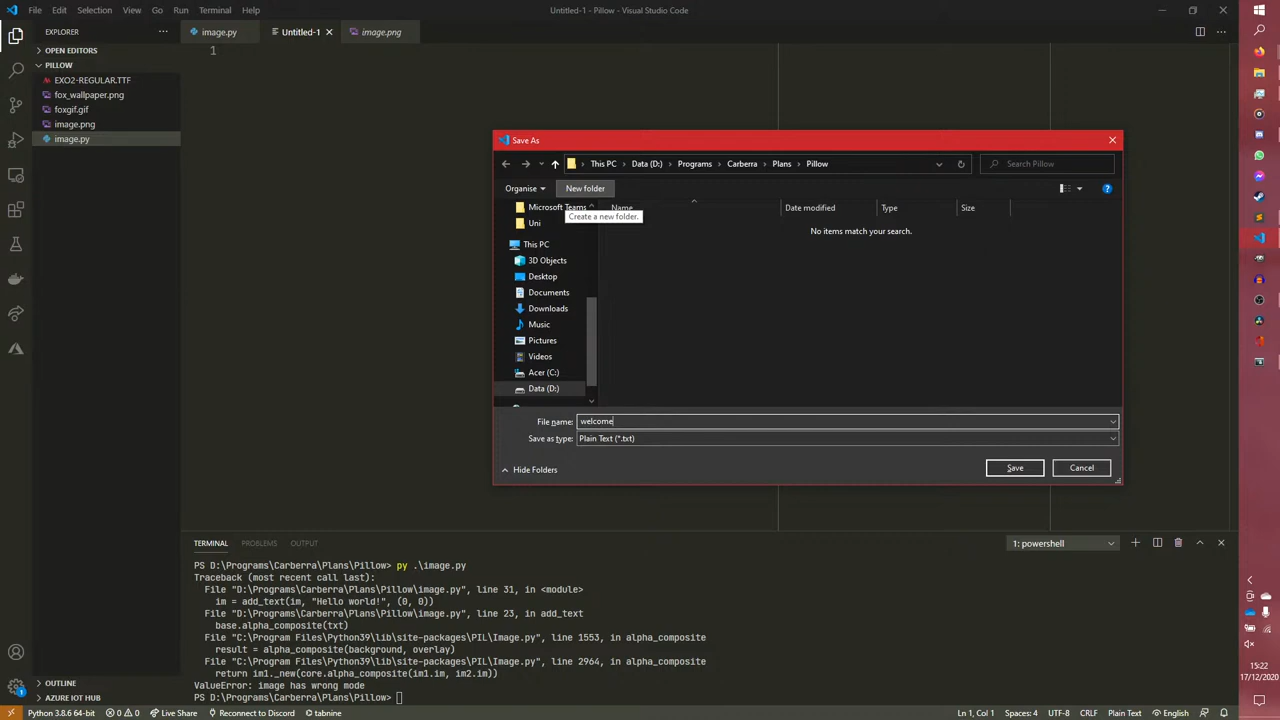 File Edit Selection View Go Run Terminal Help
Untitled-1 - Pillow - Visual Studio Code
EXPLORER
image.py
Untitled-1
image.png
OPEN EDITORS
PILLOW
EXO2-REGULAR.TTF
fox_wallpaper.png
foxgif.gif
image.png
image.py
1
Save As
This PC > Data (D:) > Programs > Carberra > Plans > Pillow
Search Pillow
Organise
New folder
Create a new folder.
Microsoft Teams
Name
Date modified
Type
Size
No items match your search.
Uni
This PC
3D Objects
Desktop
Documents
Downloads
Music
Pictures
Videos
Acer (C:)
Data (D:)
File name: welcome
Save as type: Plain Text (*.txt)
Hide Folders
Save
Cancel
TERMINAL PROBLEMS OUTPUT
1: powershell
PS D:\Programs\Carberra\Plans\Pillow> py .\image.py
Traceback (most recent call last):
File "D:\Programs\Carberra\Plans\Pillow\image.py", line 31, in <module>
im = add_text(im, "Hello world!", (0, 0))
File "D:\Programs\Carberra\Plans\Pillow\image.py", line 23, in add_text
base.alpha_composite(txt)
File "C:\Program Files\Python39\lib\site-packages\PIL\Image.py", line 1553, in alpha_composite
result = alpha_composite(background, overlay)
File "C:\Program Files\Python39\lib\site-packages\PIL\Image.py", line 2964, in alpha_composite
return im1._new(core.alpha_composite(im1.im, im2.im))
ValueError: image has wrong mode
PS D:\Programs\Carberra\Plans\Pillow>
OUTLINE
AZURE IOT HUB
Python 3.8.6 64-bit 0 0 Live Share Reconnect to Discord tabnine
Ln 1, Col 1 Spaces: 4 UTF-8 CRLF Plain Text English
1
15:22
17/12/2020